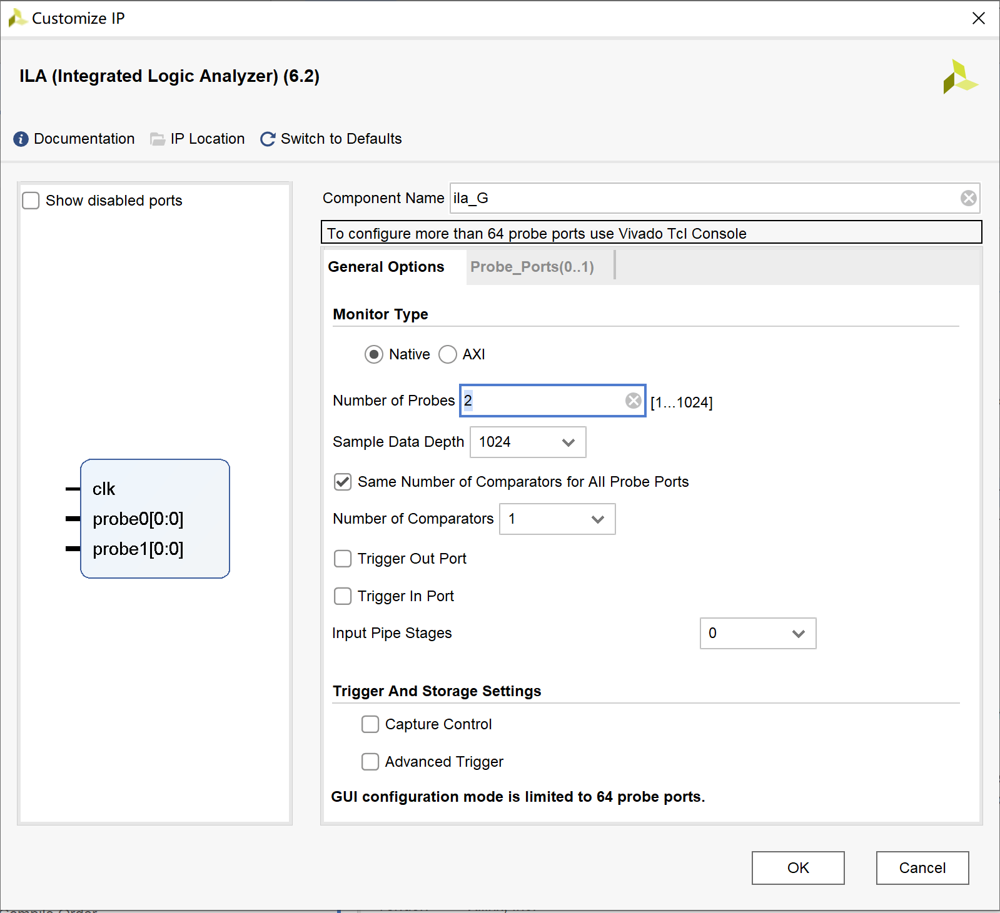 Customize IP
ILA (Integrated Logic Analyzer) (6.2)
Documentation IP Location Switch to Defaults
Show disabled ports
clk
probe0[0:0]
probe1[0:0]
Component Name ila_G
To configure more than 64 probe ports use Vivado Tcl Console
General Options Probe_Ports(0..1)
Monitor Type
Native AXI
Number of Probes 2 [1...1024]
Sample Data Depth 1024
Same Number of Comparators for All Probe Ports
Number of Comparators 1
Trigger Out Port
Trigger In Port
Input Pipe Stages 0
Trigger And Storage Settings
Capture Control
Advanced Trigger
GUI configuration mode is limited to 64 probe ports.
OK Cancel